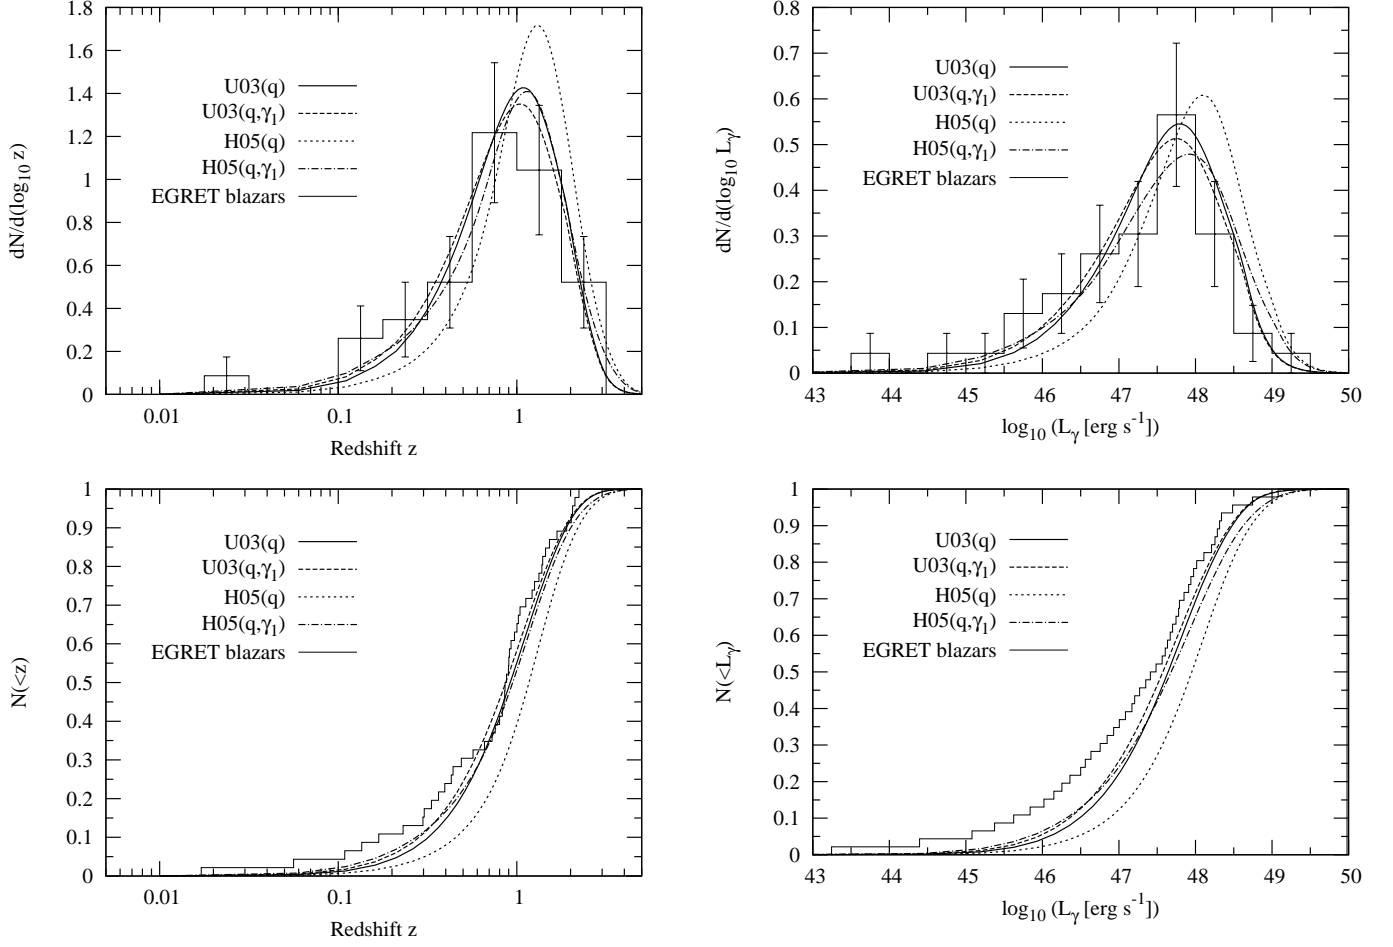 dN/d(log10 z)
1.8
1.6
1.4
1.2
1
0.8
0.6
0.4
0.2
0
U03(q)
U03(q,γ1)
H05(q)
H05(q,γ1)
EGRET blazars
0.01
0.1
1
Redshift z
dN/d(log10 Lγ)
0.8
0.7
0.6
0.5
0.4
0.3
0.2
0.1
0
U03(q)
U03(q,γ1)
H05(q)
H05(q,γ1)
EGRET blazars
43
44
45
46
47
48
49
50
log10 (Lγ [erg s-1])
N(<z)
1
0.9
0.8
0.7
0.6
0.5
0.4
0.3
0.2
0.1
0
U03(q)
U03(q,γ1)
H05(q)
H05(q,γ1)
EGRET blazars
0.01
0.1
1
Redshift z
N(<Lγ)
1
0.9
0.8
0.7
0.6
0.5
0.4
0.3
0.2
0.1
0
U03(q)
U03(q,γ1)
H05(q)
H05(q,γ1)
EGRET blazars
43
44
45
46
47
48
49
50
log10 (Lγ [erg s-1])